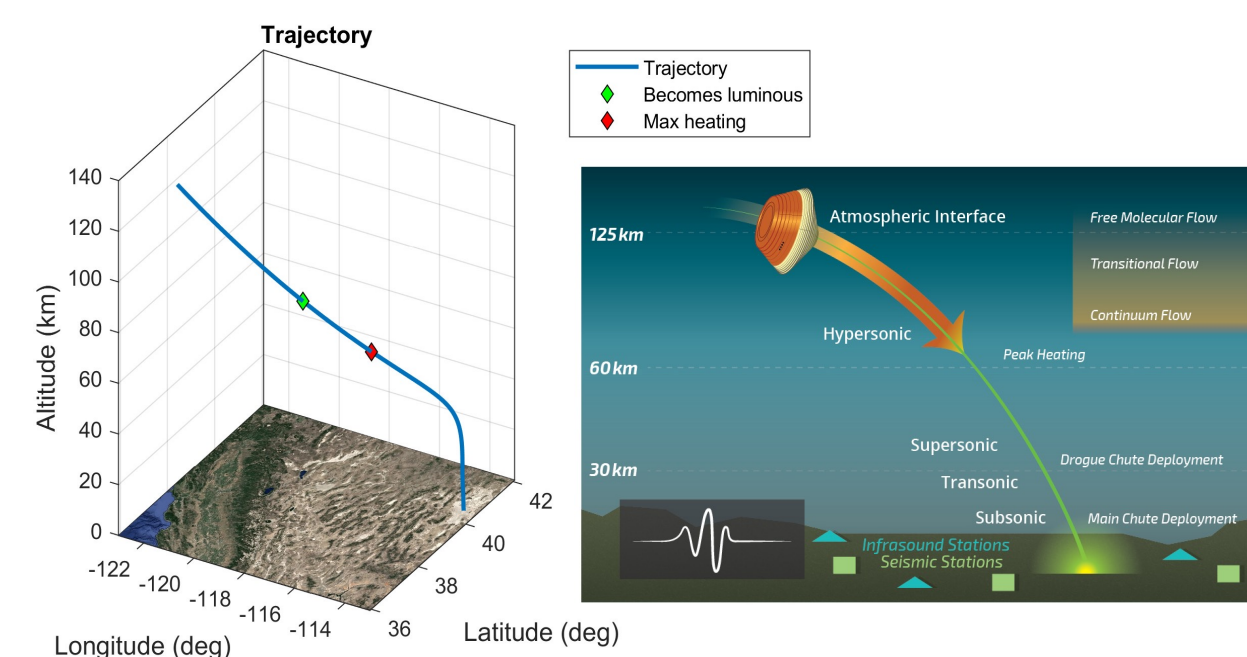 Trajectory
Trajectory
Becomes luminous
Max heating
140
120
100
80
60
40
20
0
Altitude (km)
-122
-120
-118
-116
-114
Longitude (deg)
36
38
40
42
Latitude (deg)
Atmospheric Interface
125 km
Free Molecular Flow
Transitional Flow
Continuum Flow
Hypersonic
Peak Heating
60 km
Supersonic
Drogue Chute Deployment
30 km
Transonic
Subsonic
Main Chute Deployment
Infrasound Stations
Seismic Stations